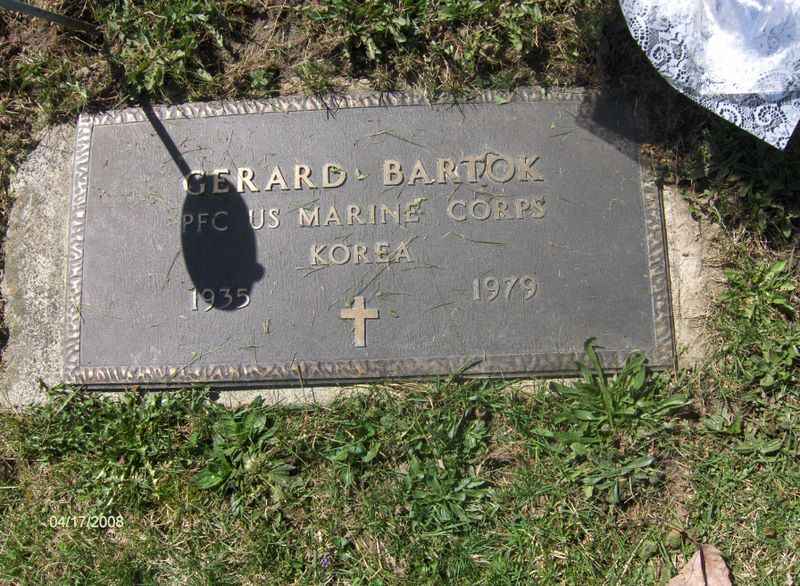 GERARD BARTOK
PFC US MARINE CORPS
KOREA
1935 1979
04/17/2008